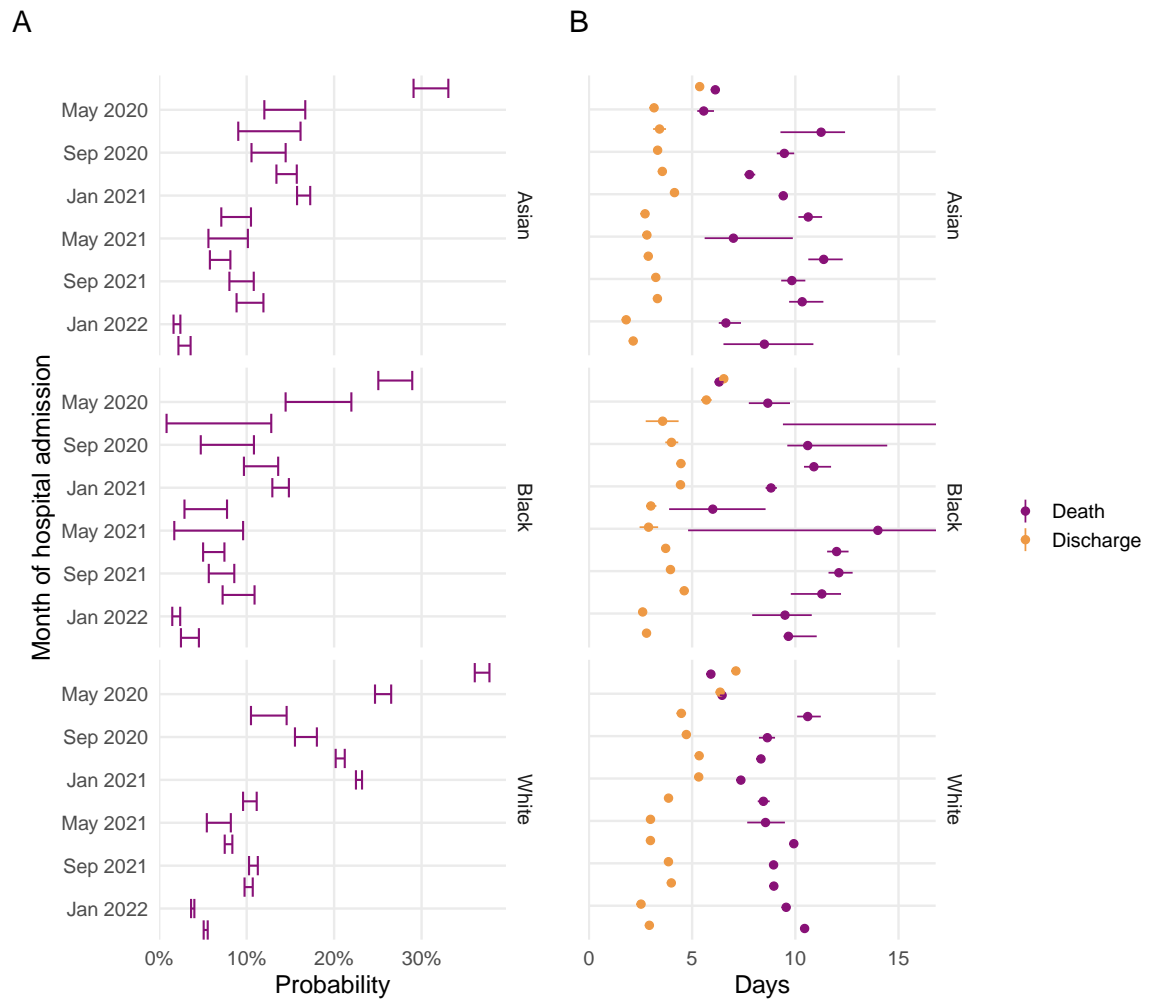 A
B
May 2020
Sep 2020
Jan 2021
May 2021
Sep 2021
Jan 2022
Asian
Asian
May 2020
Sep 2020
Jan 2021
May 2021
Sep 2021
Jan 2022
Black
Black
May 2020
Sep 2020
Jan 2021
May 2021
Sep 2021
Jan 2022
White
White
Month of hospital admission
Death
Discharge
0% 10% 20% 30%
Probability
0 5 10 15
Days